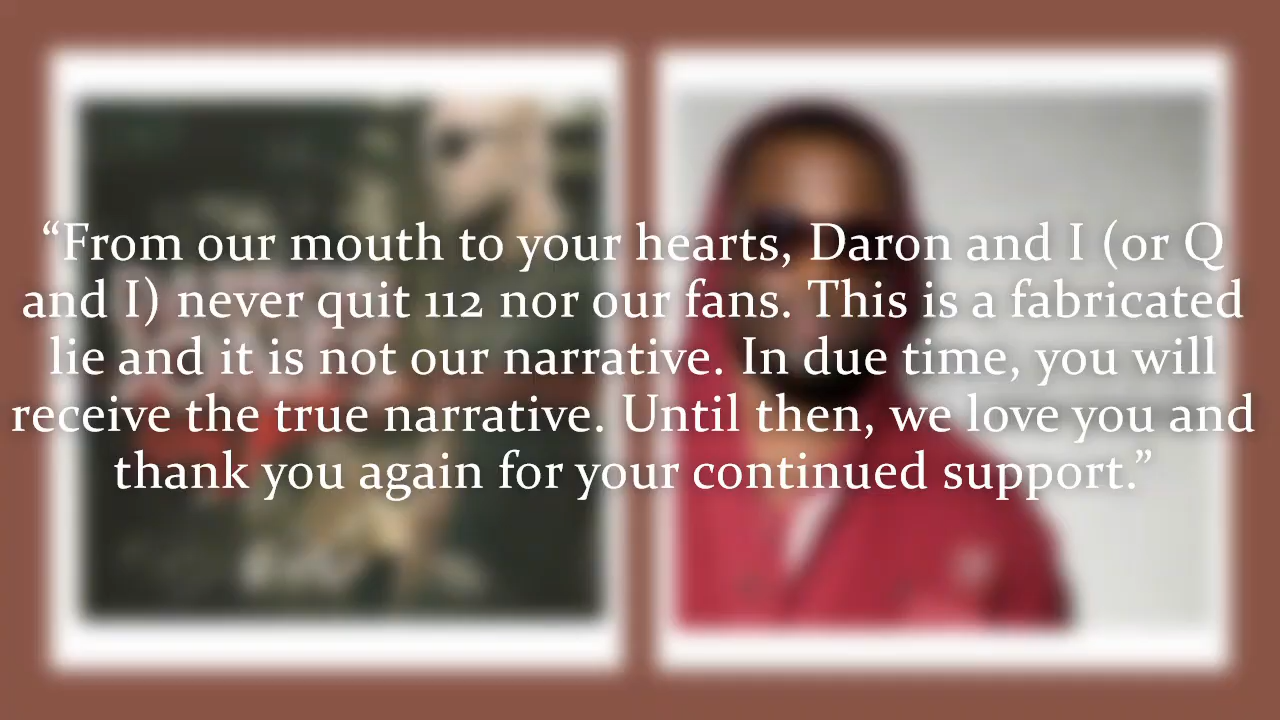 “From our mouth to your hearts, Daron and I (or Q
and I) never quit 112 nor our fans. This is a fabricated
lie and it is not our narrative. In due time, you will
receive the true narrative. Until then, we love you and
thank you again for your continued support.”